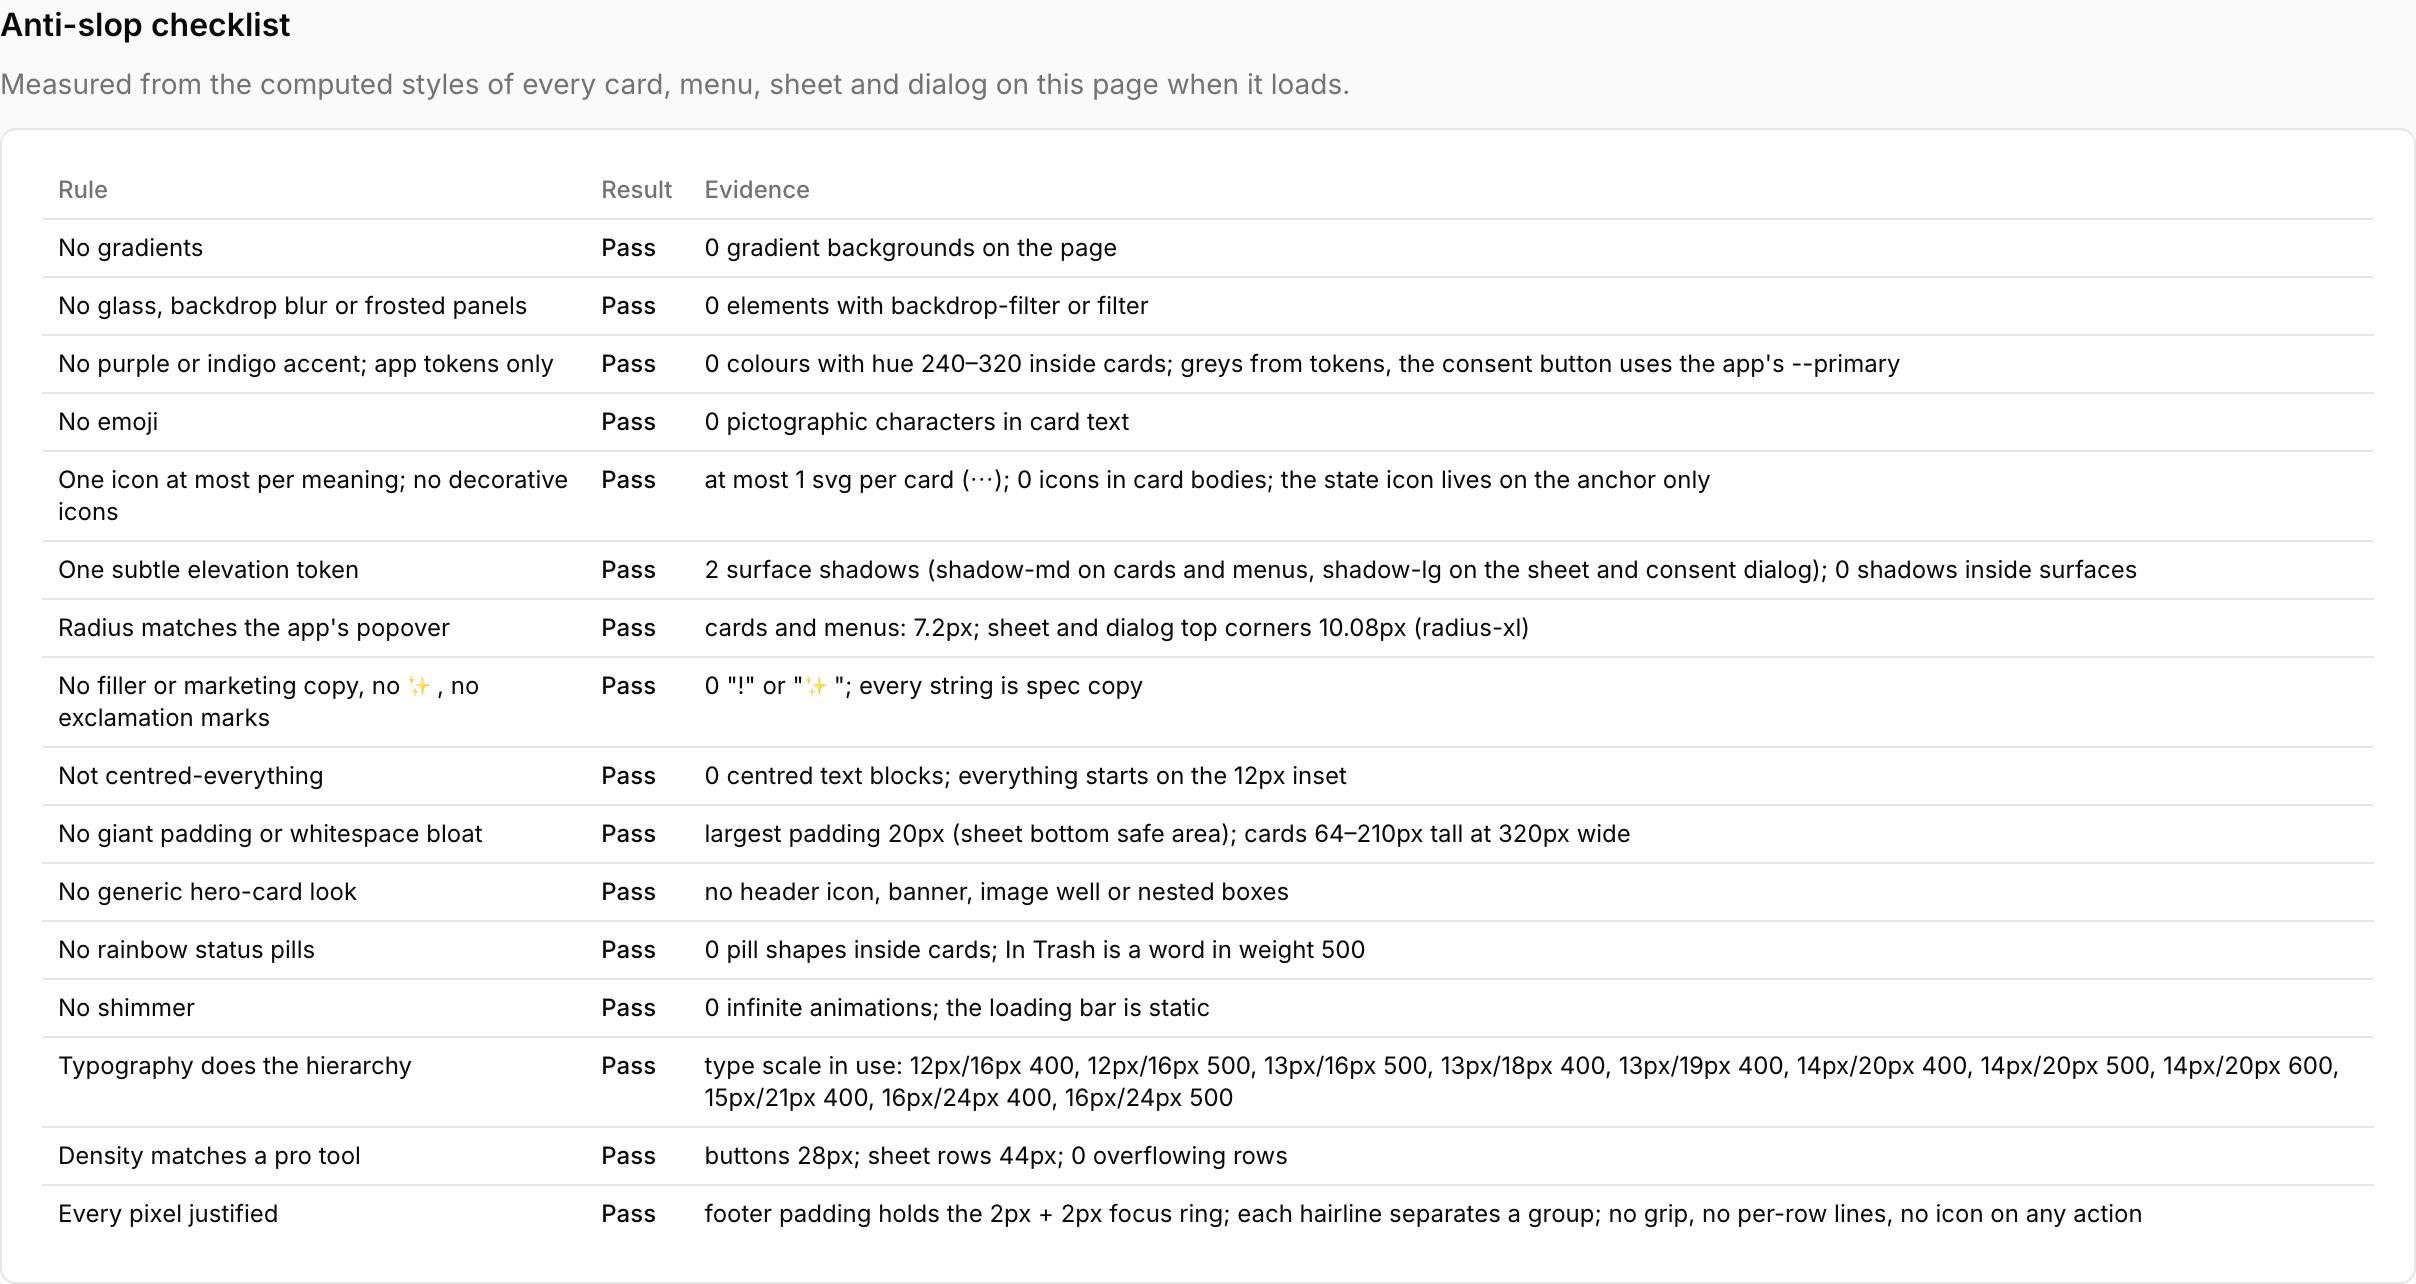 Anti-slop checklist
Measured from the computed styles of every card, menu, sheet and dialog on this page when it loads.
Rule Result Evidence
No gradients Pass 0 gradient backgrounds on the page
No glass, backdrop blur or frosted panels Pass 0 elements with backdrop-filter or filter
No purple or indigo accent; app tokens only Pass 0 colours with hue 240–320 inside cards; greys from tokens, the consent button uses the app's --primary
No emoji Pass 0 pictographic characters in card text
One icon at most per meaning; no decorative Pass at most 1 svg per card (···); 0 icons in card bodies; the state icon lives on the anchor only
icons
One subtle elevation token Pass 2 surface shadows (shadow-md on cards and menus, shadow-lg on the sheet and consent dialog); 0 shadows inside surfaces
Radius matches the app's popover Pass cards and menus: 7.2px; sheet and dialog top corners 10.08px (radius-xl)
No filler or marketing copy, no ✨, no Pass 0 "!" or "✨"; every string is spec copy
exclamation marks
Not centred-everything Pass 0 centred text blocks; everything starts on the 12px inset
No giant padding or whitespace bloat Pass largest padding 20px (sheet bottom safe area); cards 64–210px tall at 320px wide
No generic hero-card look Pass no header icon, banner, image well or nested boxes
No rainbow status pills Pass 0 pill shapes inside cards; In Trash is a word in weight 500
No shimmer Pass 0 infinite animations; the loading bar is static
Typography does the hierarchy Pass type scale in use: 12px/16px 400, 12px/16px 500, 13px/16px 500, 13px/18px 400, 13px/19px 400, 14px/20px 400, 14px/20px 500, 14px/20px 600,
15px/21px 400, 16px/24px 400, 16px/24px 500
Density matches a pro tool Pass buttons 28px; sheet rows 44px; 0 overflowing rows
Every pixel justified Pass footer padding holds the 2px + 2px focus ring; each hairline separates a group; no grip, no per-row lines, no icon on any action